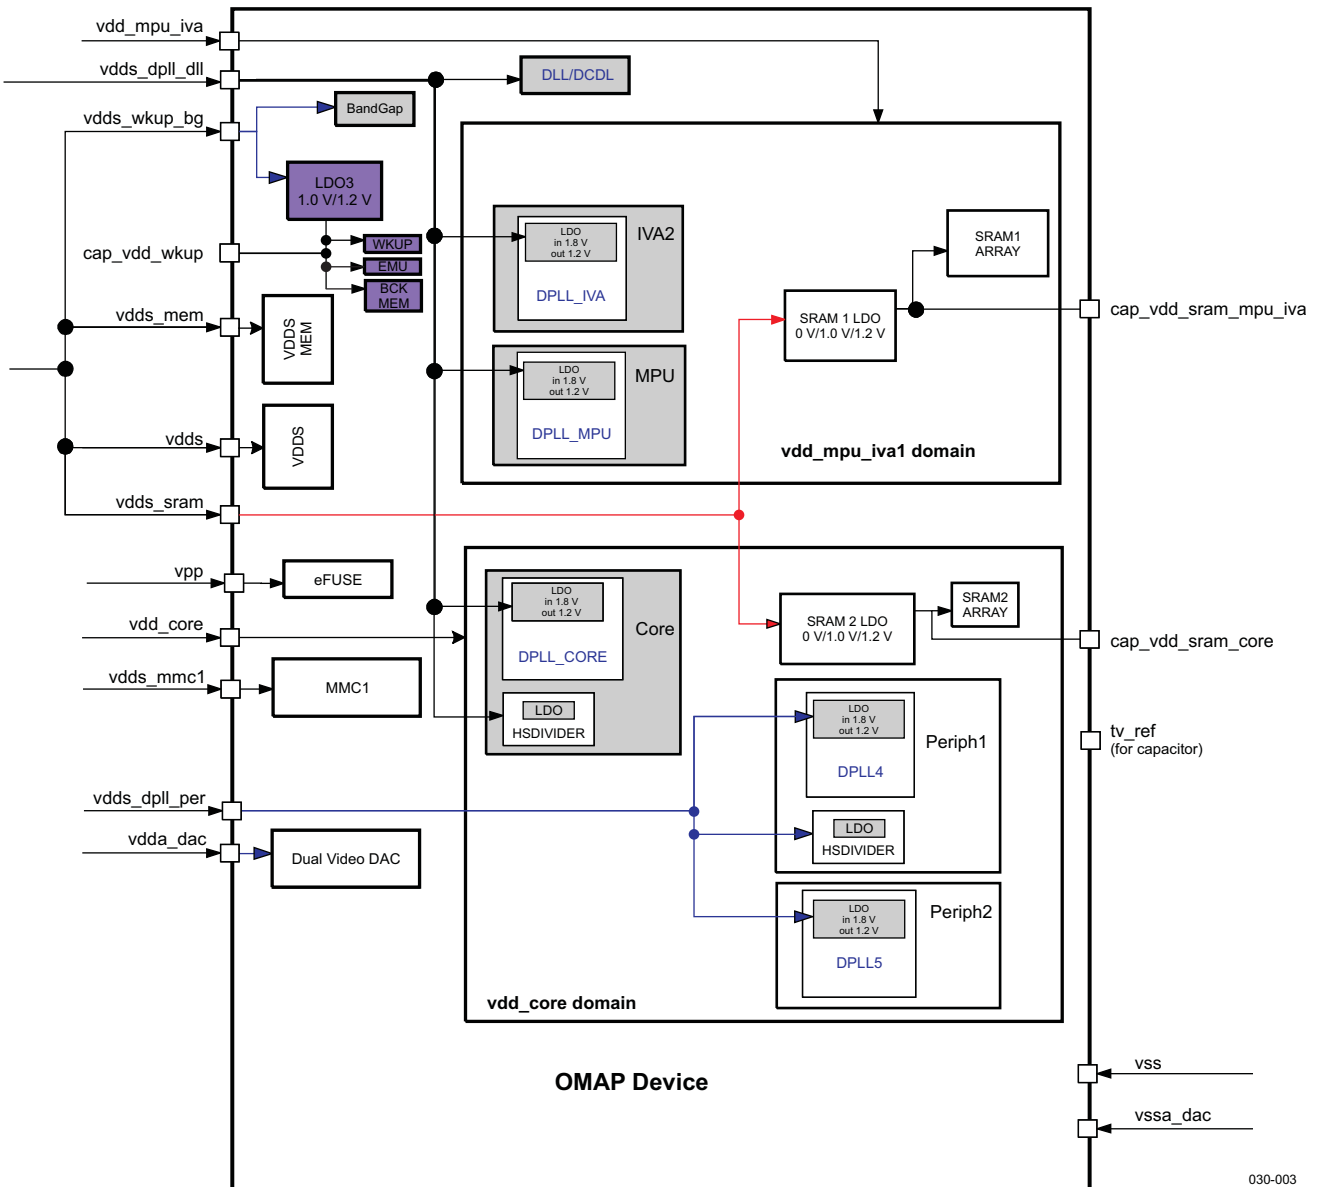 vdd_mpu_iva
vdds_dpll_dll
DLL/DCDL
BandGap
vdds_wkup_bg
LDO3
1.0 V/1.2 V
cap_vdd_wkup
WKUP
EMU
BCK
MEM
vdds_mem
VDDS
MEM
vdds
VDDS
vdds_sram
LDO
in 1.8 V
out 1.2 V
IVA2
DPLL_IVA
LDO
in 1.8 V
out 1.2 V
MPU
DPLL_MPU
SRAM1
ARRAY
SRAM 1 LDO
0 V/1.0 V/1.2 V
cap_vdd_sram_mpu_iva
vdd_mpu_iva1 domain
vpp
eFUSE
vdd_core
vdds_mmc1
MMC1
LDO
in 1.8 V
out 1.2 V
Core
DPLL_CORE
LDO
HSDIVIDER
SRAM2
ARRAY
SRAM 2 LDO
0 V/1.0 V/1.2 V
cap_vdd_sram_core
tv_ref
(for capacitor)
LDO
in 1.8 V
out 1.2 V
Periph1
DPLL4
LDO
HSDIVIDER
vdds_dpll_per
vdda_dac
Dual Video DAC
LDO
in 1.8 V
out 1.2 V
Periph2
DPLL5
vdd_core domain
OMAP Device
vss
vssa_dac
030-003